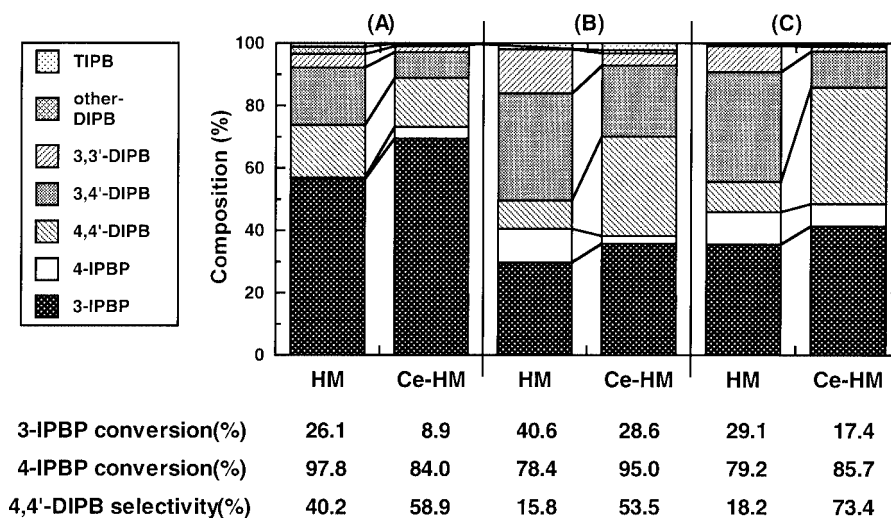 (A) (B) (C)
TIPB
other-
DIPB
3,3'-DIPB
3,4'-DIPB
4,4'-DIPB
4-IPBP
3-IPBP
Composition (%)
100
80
60
40
20
0
HM Ce-HM HM Ce-HM HM Ce-HM
3-IPBP conversion(%) 26.1 8.9 40.6 28.6 29.1 17.4
4-IPBP conversion(%) 97.8 84.0 78.4 95.0 79.2 85.7
4,4'-DIPB selectivity(%) 40.2 58.9 15.8 53.5 18.2 73.4